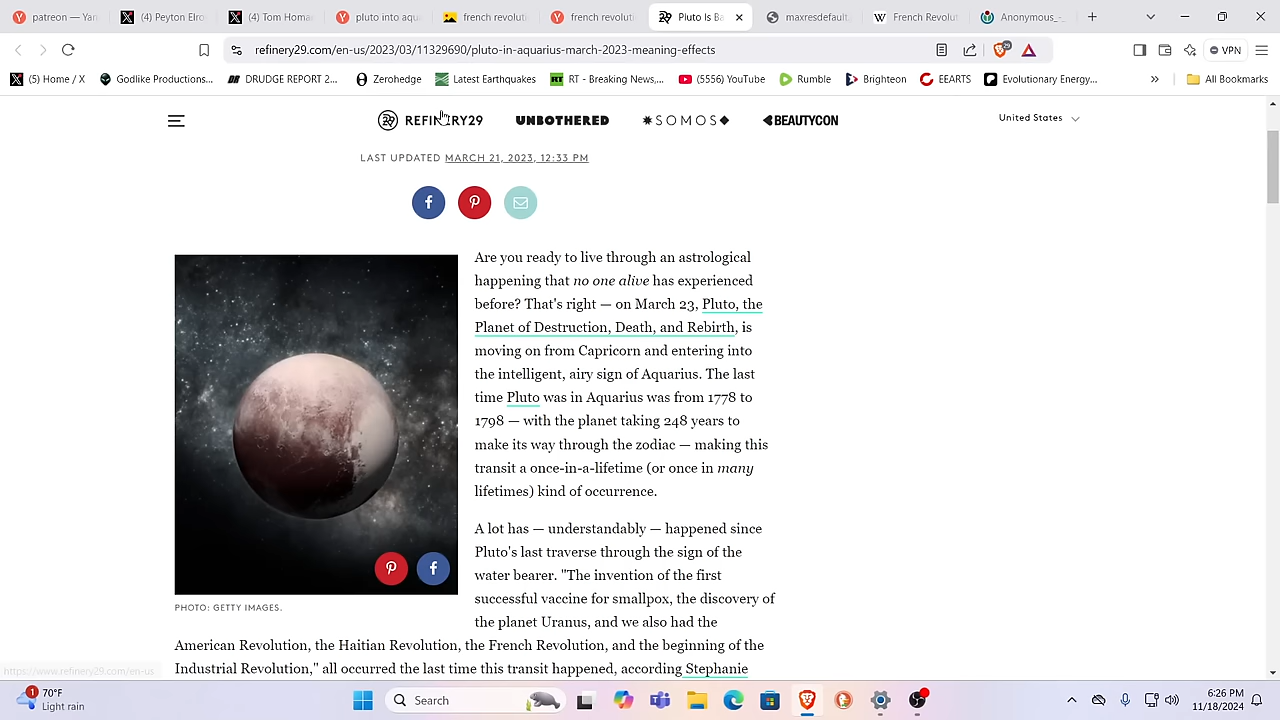 patreon — Yan
(4) Peyton Elro
(4) Tom Homa
pluto into aqua
french revoluti
french revoluti
Pluto Is Ba
maxresdefault.
French Revolut
Anonymous_-_
refinery29.com/en-us/2023/03/11329690/pluto-in-aquarius-march-2023-meaning-effects
29
VPN
(5) Home / X
Godlike Productions...
DRUDGE REPORT 2...
Zerohedge
Latest Earthquakes
RT - Breaking News,...
(5556) YouTube
Rumble
Brighteon
EEARTS
Evolutionary Energy...
»
All Bookmarks
REFINERY29
UNBOTHERED
SOMOS
BEAUTYCON
United States
LAST UPDATED MARCH 21, 2023, 12:33 PM
Are you ready to live through an astrological
happening that no one alive has experienced
before? That's right — on March 23, Pluto, the
Planet of Destruction, Death, and Rebirth, is
moving on from Capricorn and entering into
the intelligent, airy sign of Aquarius. The last
time Pluto was in Aquarius was from 1778 to
1798 — with the planet taking 248 years to
make its way through the zodiac — making this
transit a once-in-a-lifetime (or once in many
lifetimes) kind of occurrence.
A lot has — understandably — happened since
Pluto's last traverse through the sign of the
water bearer. "The invention of the first
successful vaccine for smallpox, the discovery of
the planet Uranus, and we also had the
PHOTO: GETTY IMAGES.
American Revolution, the Haitian Revolution, the French Revolution, and the beginning of the
Industrial Revolution," all occurred the last time this transit happened, according Stephanie
https://www.refinery29.com/en-us
1
70°F
Light rain
Search
6:26 PM
11/18/2024